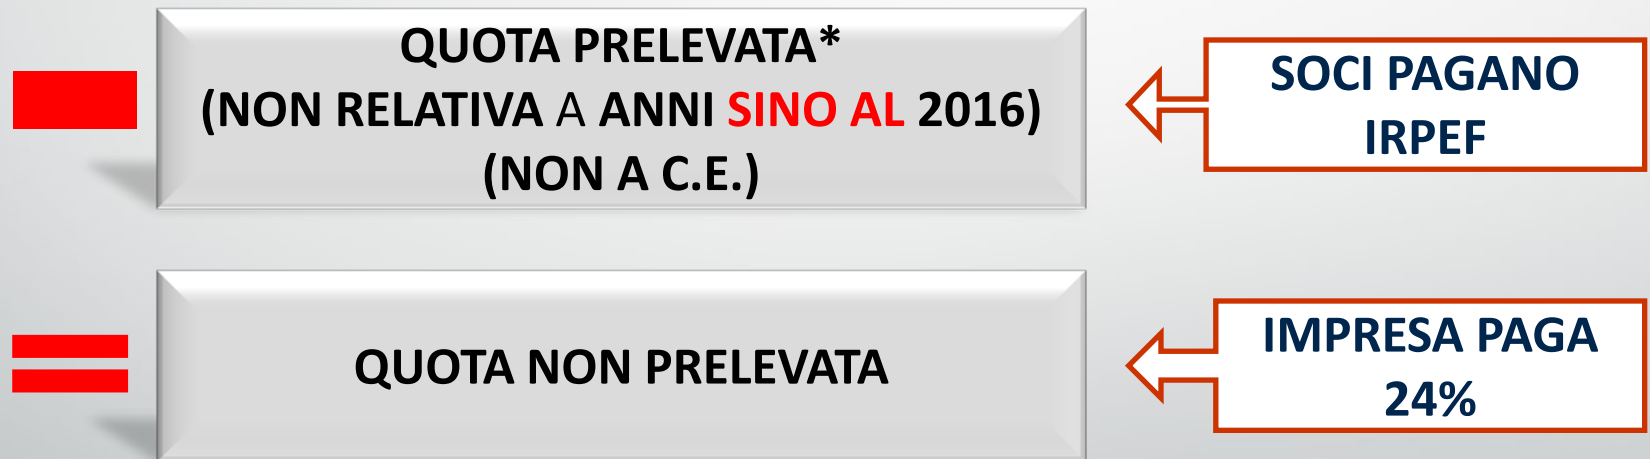 QUOTA PRELEVATA*
(NON RELATIVA A ANNI SINO AL 2016)
(NON A C.E.)
SOCI PAGANO
IRPEF
QUOTA NON PRELEVATA
IMPRESA PAGA
24%